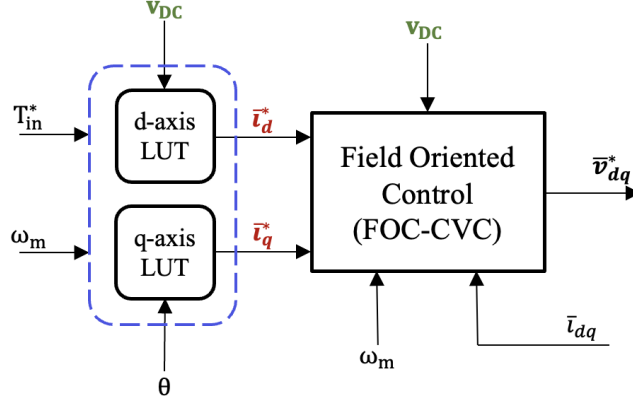 v_DC
v_DC
T*_in
d-axis
LUT
ī*_d
Field Oriented
Control
(FOC-CVC)
v̄*_dq
ω_m
q-axis
LUT
ī*_q
ω_m
ī_dq
θ